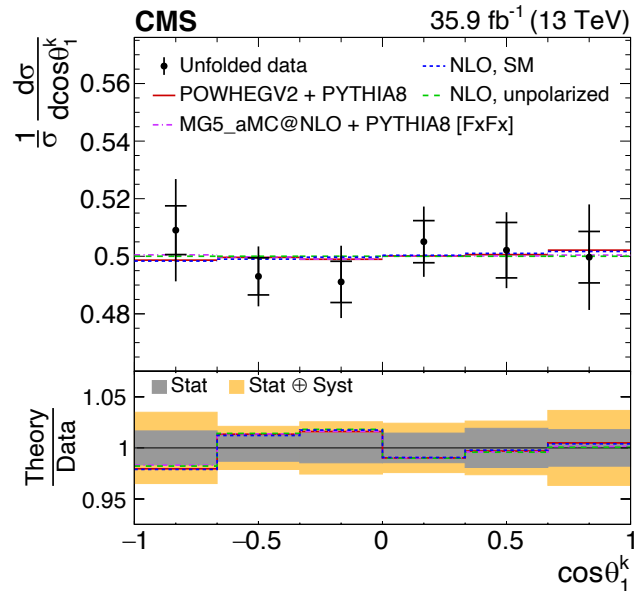 CMS 35.9 fb⁻¹ (13 TeV)
1/σ dσ/dcosθ₁ᵏ
Unfolded data
NLO, SM
POWHEGV2 + PYTHIA8
NLO, unpolarized
MG5_aMC@NLO + PYTHIA8 [FxFx]
0.56
0.54
0.52
0.5
0.48
Stat
Stat ⊕ Syst
Theory/Data
1.05
1
0.95
−1 −0.5 0 0.5 1
cosθ₁ᵏ